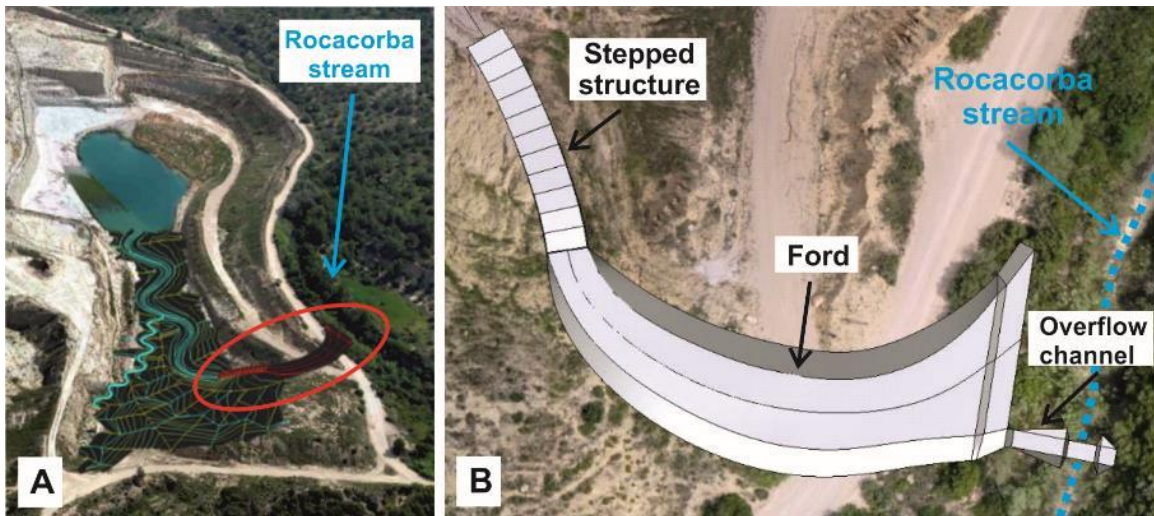 Rocacorba
stream
A
Stepped
structure
Rocacorba
stream
Ford
Overflow
channel
B